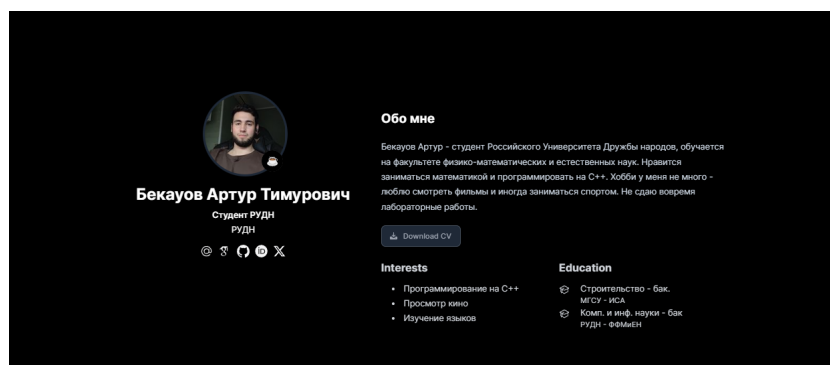 Бекауов Артур Тимурович
Студент РУДН
РУДН
Обо мне
Бекауов Артур - студент Российского Университета Дружбы народов, обучается
на факультете физико-математических и естественных наук. Нравится
заниматься математикой и программировать на C++. Хобби у меня не много -
люблю смотреть фильмы и иногда заниматься спортом. Не сдаю вовремя
лабораторные работы.
Download CV
Interests
• Программирование на C++
• Просмотр кино
• Изучение языков
Education
Строительство - бак.
МГСУ - ИСА
Комп. и инф. науки - бак
РУДН - ФФМиЕН